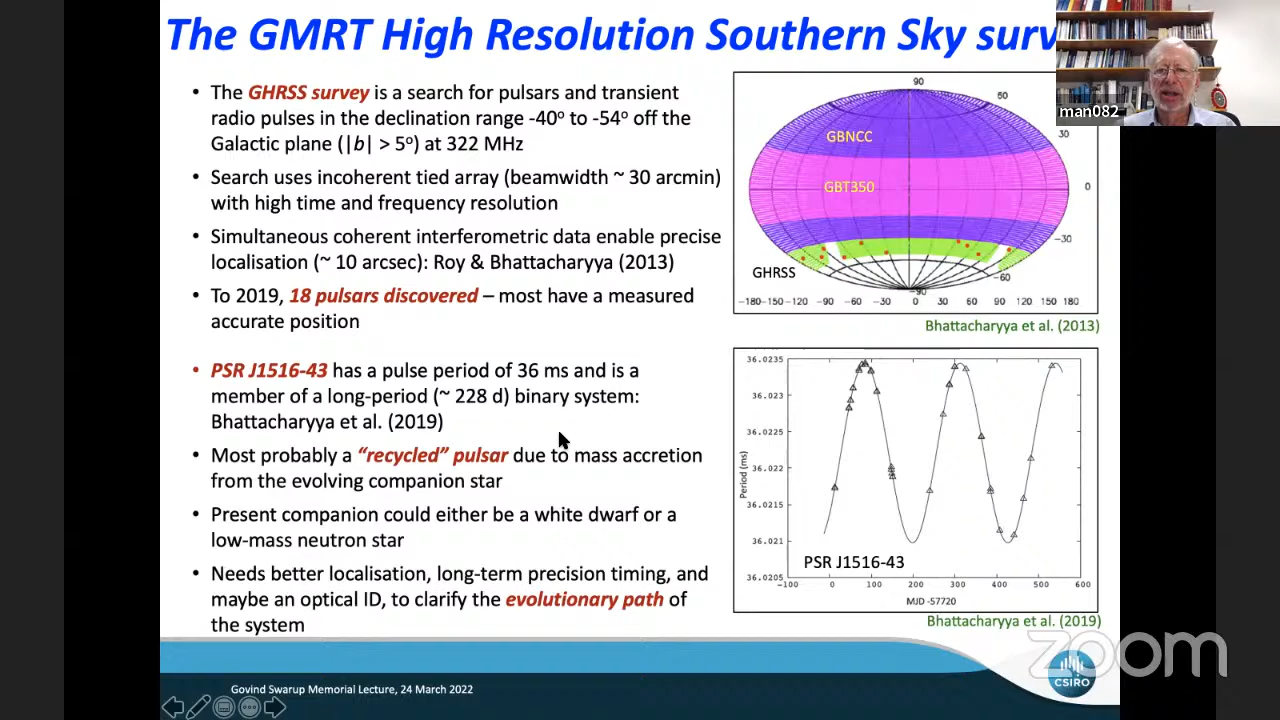 The GMRT High Resolution Southern Sky surv
man082
• The GHRSS survey is a search for pulsars and transient
radio pulses in the declination range -40o to -54o off the
Galactic plane (|b| > 5o) at 322 MHz
• Search uses incoherent tied array (beamwidth ~ 30 arcmin)
with high time and frequency resolution
• Simultaneous coherent interferometric data enable precise
localisation (~ 10 arcsec): Roy & Bhattacharyya (2013)
• To 2019, 18 pulsars discovered – most have a measured
accurate position
• PSR J1516-43 has a pulse period of 36 ms and is a
member of a long-period (~ 228 d) binary system:
Bhattacharyya et al. (2019)
• Most probably a “recycled” pulsar due to mass accretion
from the evolving companion star
• Present companion could either be a white dwarf or a
low-mass neutron star
• Needs better localisation, long-term precision timing, and
maybe an optical ID, to clarify the evolutionary path of
the system
90
50
30
GBNCC
GBT350
0
-30
GHRSS
-60
-90
-180 -150 -120 -90 -60 -30 0 30 60 90 120 150 180
Bhattacharyya et al. (2013)
36.0235
36.023
36.0225
36.022
36.0215
36.021
36.0205
Period (ms)
PSR J1516-43
-100 0 100 200 300 400 500 600
MJD -57720
Bhattacharyya et al. (2019)
zoom
CSIRO
Govind Swarup Memorial Lecture, 24 March 2022